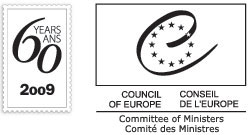 60 YEARS
ANS
2009
COUNCIL
OF EUROPE
CONSEIL
DE L'EUROPE
Committee of Ministers
Comité des Ministres